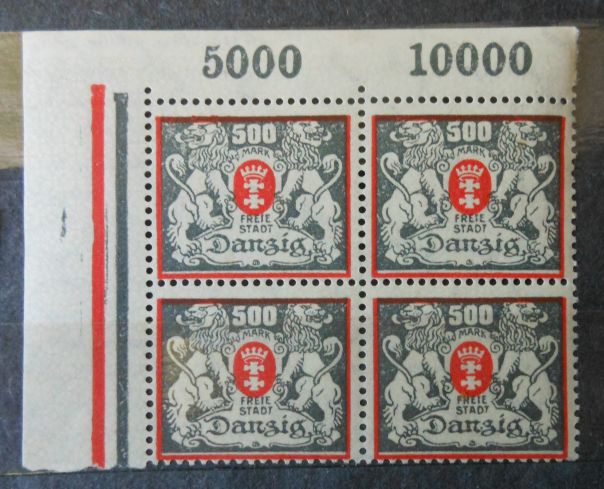 5000 10000
500
MARK
FREIE
STADT
Danzig
500
MARK
FREIE
STADT
Danzig
500
MARK
FREIE
STADT
Danzig
500
MARK
FREIE
STADT
Danzig